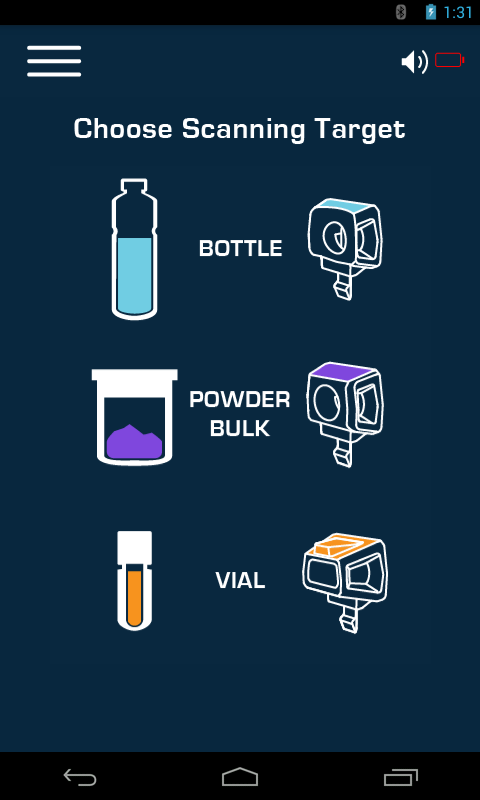 1:31
Choose Scanning Target
BOTTLE
POWDER
BULK
VIAL